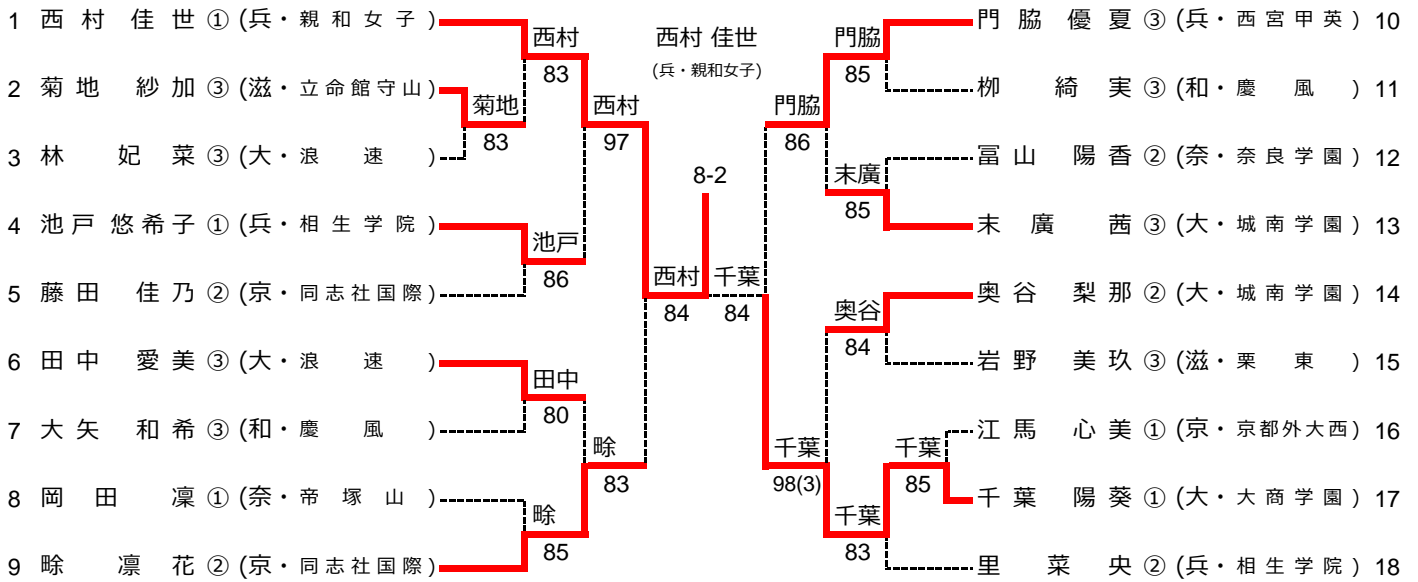 1 西村 佳世 ① (兵・親和女子)
2 菊地 紗加 ③ (滋・立命館守山)
3 林 妃菜 ③ (大・浪速)
4 池戸 悠希子 ① (兵・相生学院)
5 藤田 佳乃 ② (京・同志社国際)
6 田中 愛美 ③ (大・浪速)
7 大矢 和希 ③ (和・慶風)
8 岡田 凜 ① (奈・帝塚山)
9 畭 凛花 ② (京・同志社国際)
菊地
83
西村
83
池戸
86
田中
80
畭
85
西村
97
畭
83
西村
84
西村 佳世
(兵・親和女子)
8-2
千葉
84
門脇
86
千葉
98(3)
門脇
85
末廣
85
奥谷
84
千葉
83
千葉
85
門脇 優夏 ③ (兵・西宮甲英) 10
栁 綺実 ③ (和・慶風) 11
冨山 陽香 ② (奈・奈良学園) 12
末廣 茜 ③ (大・城南学園) 13
奥谷 梨那 ② (大・城南学園) 14
岩野 美玖 ③ (滋・栗東) 15
江馬 心美 ① (京・京都外大西) 16
千葉 陽葵 ① (大・大商学園) 17
里 菜央 ② (兵・相生学院) 18